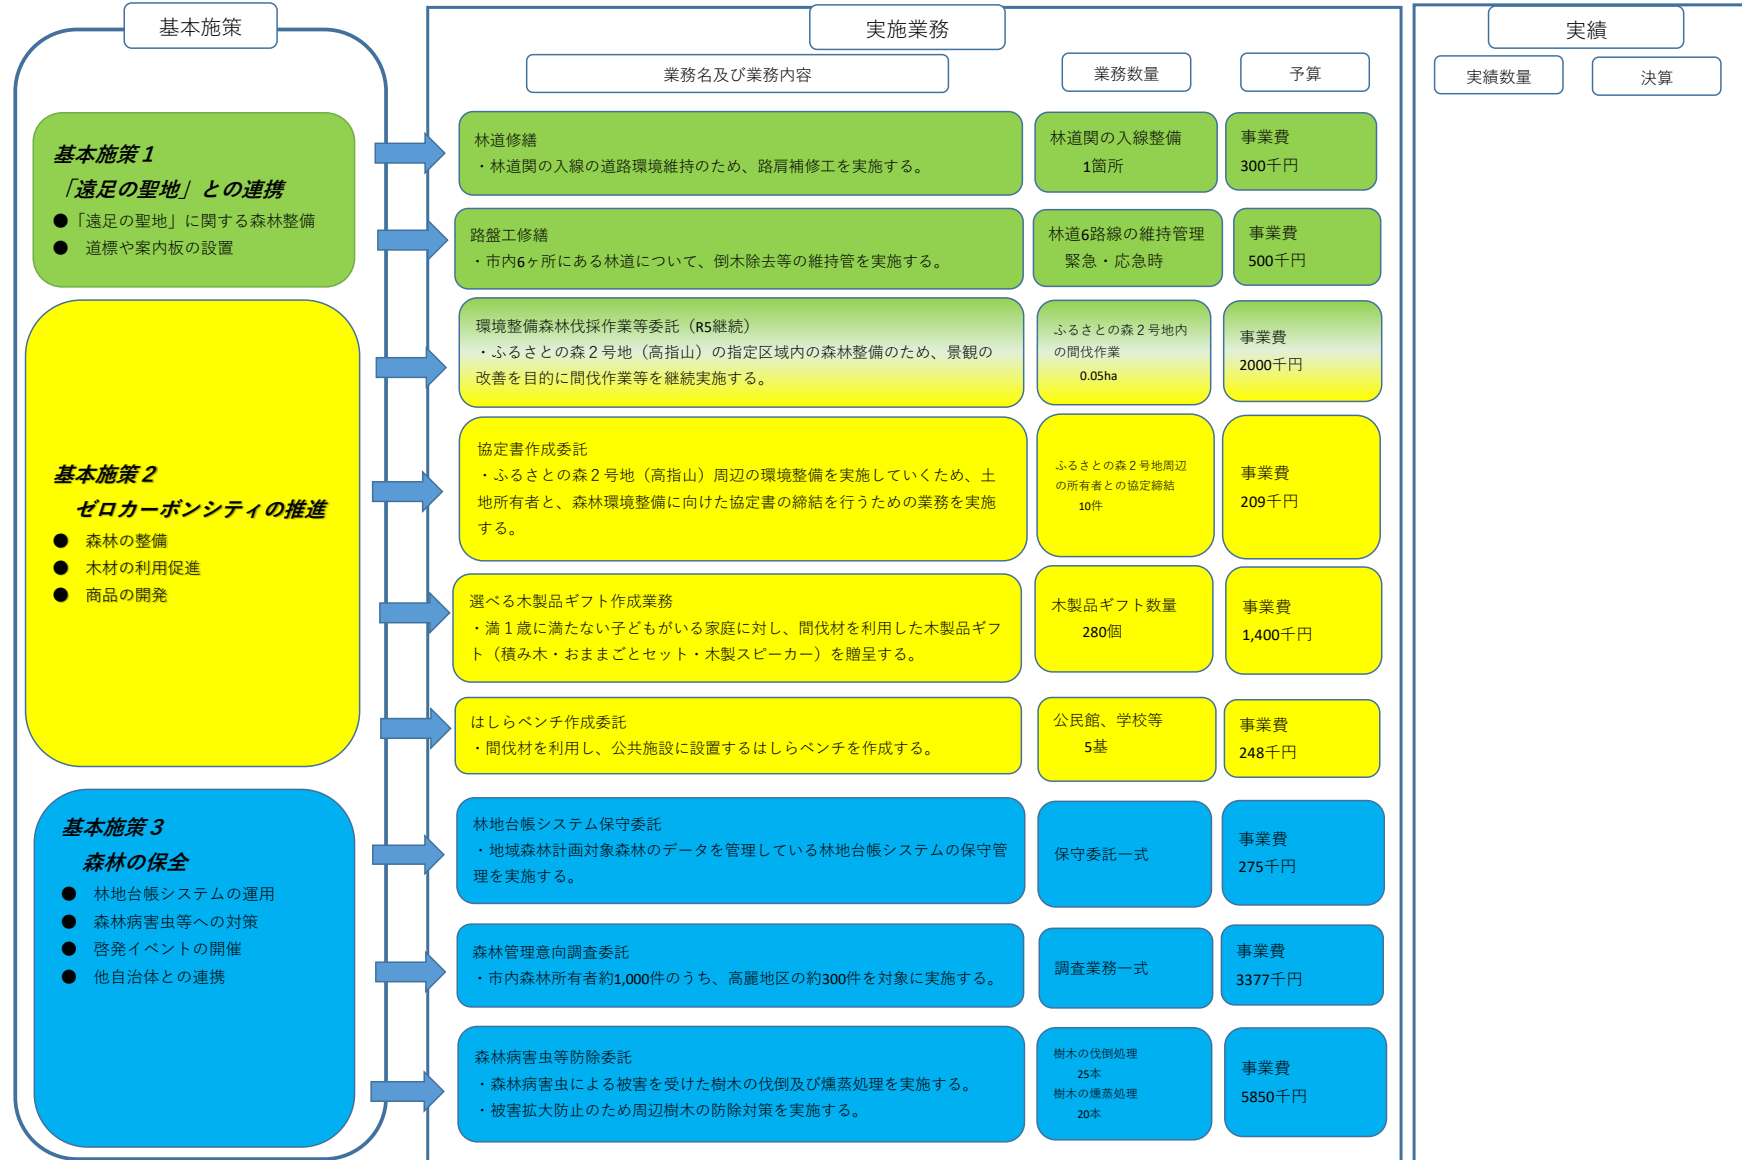 基本施策
実施業務
実績
業務名及び業務内容
業務数量
予算
実績数量
決算
基本施策１
「遠足の聖地」との連携
●「遠足の聖地」に関する森林整備
● 道標や案内板の設置
林道修繕
・林道関の入線の道路環境維持のため、路肩補修工を実施する。
林道関の入線整備
1箇所
事業費
300千円
路盤工修繕
・市内6ヶ所にある林道について、倒木除去等の維持管を実施する。
林道6路線の維持管理
緊急・応急時
事業費
500千円
基本施策２
ゼロカーボンシティの推進
● 森林の整備
● 木材の利用促進
● 商品の開発
環境整備森林伐採作業等委託（R5継続）
・ふるさとの森２号地（高指山）の指定区域内の森林整備のため、景観の
改善を目的に間伐作業等を継続実施する。
ふるさとの森２号地内
の間伐作業
0.05ha
事業費
2000千円
協定書作成委託
・ふるさとの森２号地（高指山）周辺の環境整備を実施していくため、土
地所有者と、森林環境整備に向けた協定書の締結を行うための業務を実施
する。
ふるさとの森２号地周辺
の所有者との協定締結
10件
事業費
209千円
選べる木製品ギフト作成業務
・満１歳に満たない子どもがいる家庭に対し、間伐材を利用した木製品ギフ
ト（積み木・おままごとセット・木製スピーカー）を贈呈する。
木製品ギフト数量
280個
事業費
1,400千円
はしらベンチ作成委託
・間伐材を利用し、公共施設に設置するはしらベンチを作成する。
公民館、学校等
5基
事業費
248千円
基本施策３
森林の保全
● 林地台帳システムの運用
● 森林病害虫等への対策
● 啓発イベントの開催
● 他自治体との連携
林地台帳システム保守委託
・地域森林計画対象森林のデータを管理している林地台帳システムの保守管
理を実施する。
保守委託一式
事業費
275千円
森林管理意向調査委託
・市内森林所有者約1,000件のうち、高麗地区の約300件を対象に実施する。
調査業務一式
事業費
3377千円
森林病害虫等防除委託
・森林病害虫による被害を受けた樹木の伐倒及び燻蒸処理を実施する。
・被害拡大防止のため周辺樹木の防除対策を実施する。
樹木の伐倒処理
25本
樹木の燻蒸処理
20本
事業費
5850千円